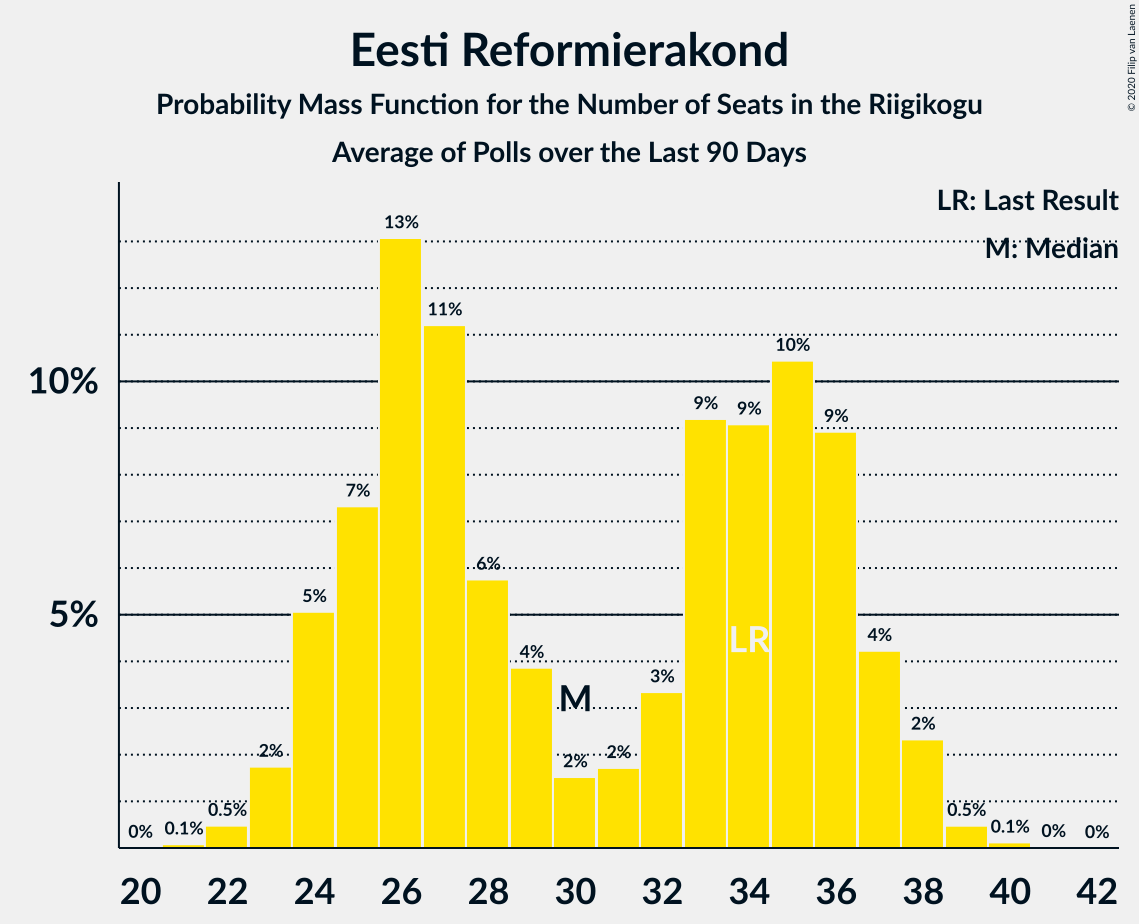 Eesti Reformierakond
Probability Mass Function for the Number of Seats in the Riigikogu
Average of Polls over the Last 90 Days
© 2020 Filip van Laenen
LR: Last Result
M: Median
10%
5%
0%
0.1%
0.5%
2%
5%
7%
13%
11%
6%
4%
M
2%
2%
3%
9%
9%
LR
10%
9%
4%
2%
0.5%
0.1%
0%
0%
20 22 24 26 28 30 32 34 36 38 40 42